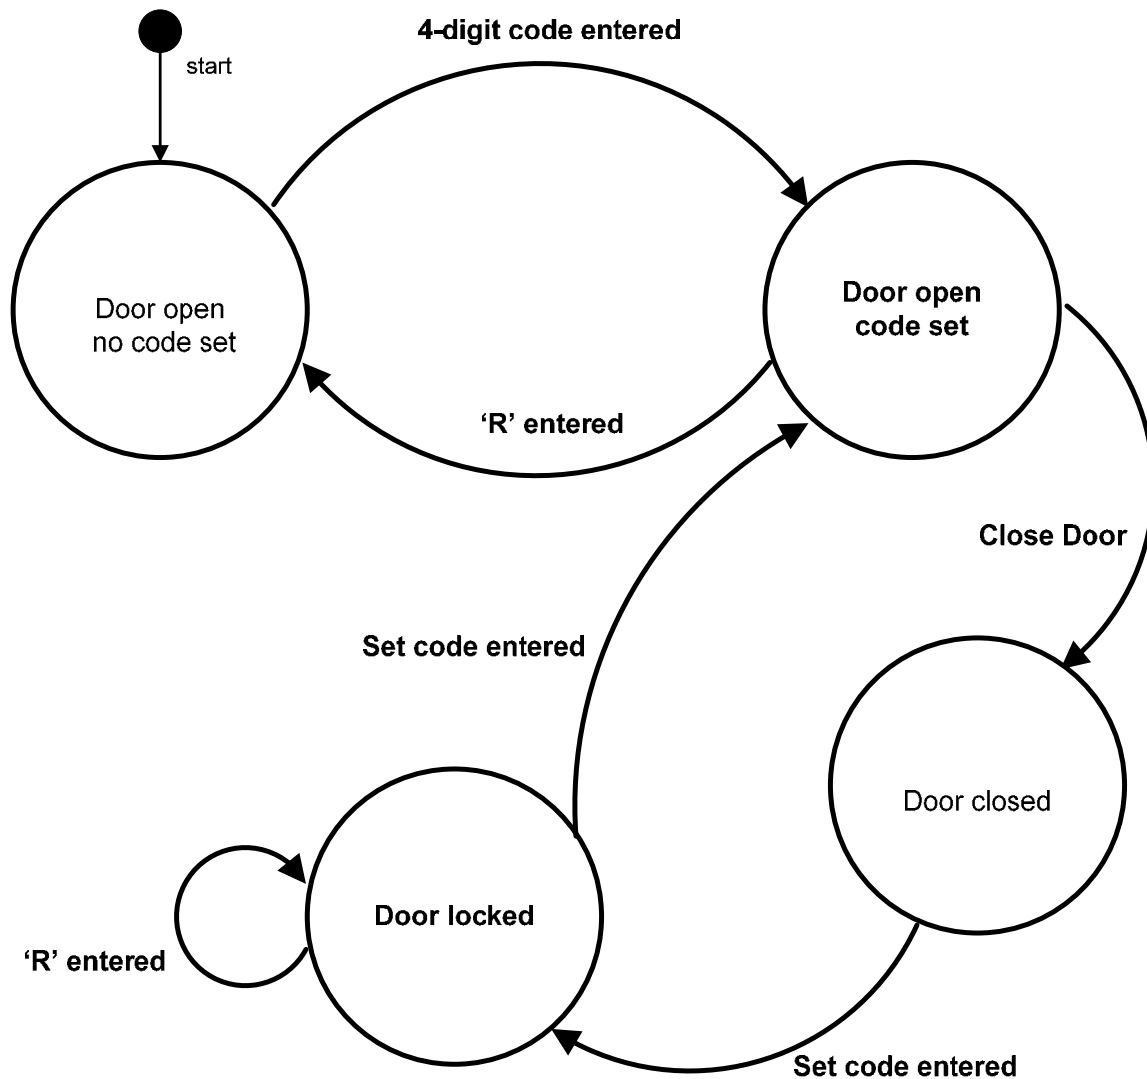 4-digit code entered
start
Door open
no code set
Door open
code set
‘R’ entered
Close Door
Set code entered
Door closed
Door locked
‘R’ entered
Set code entered